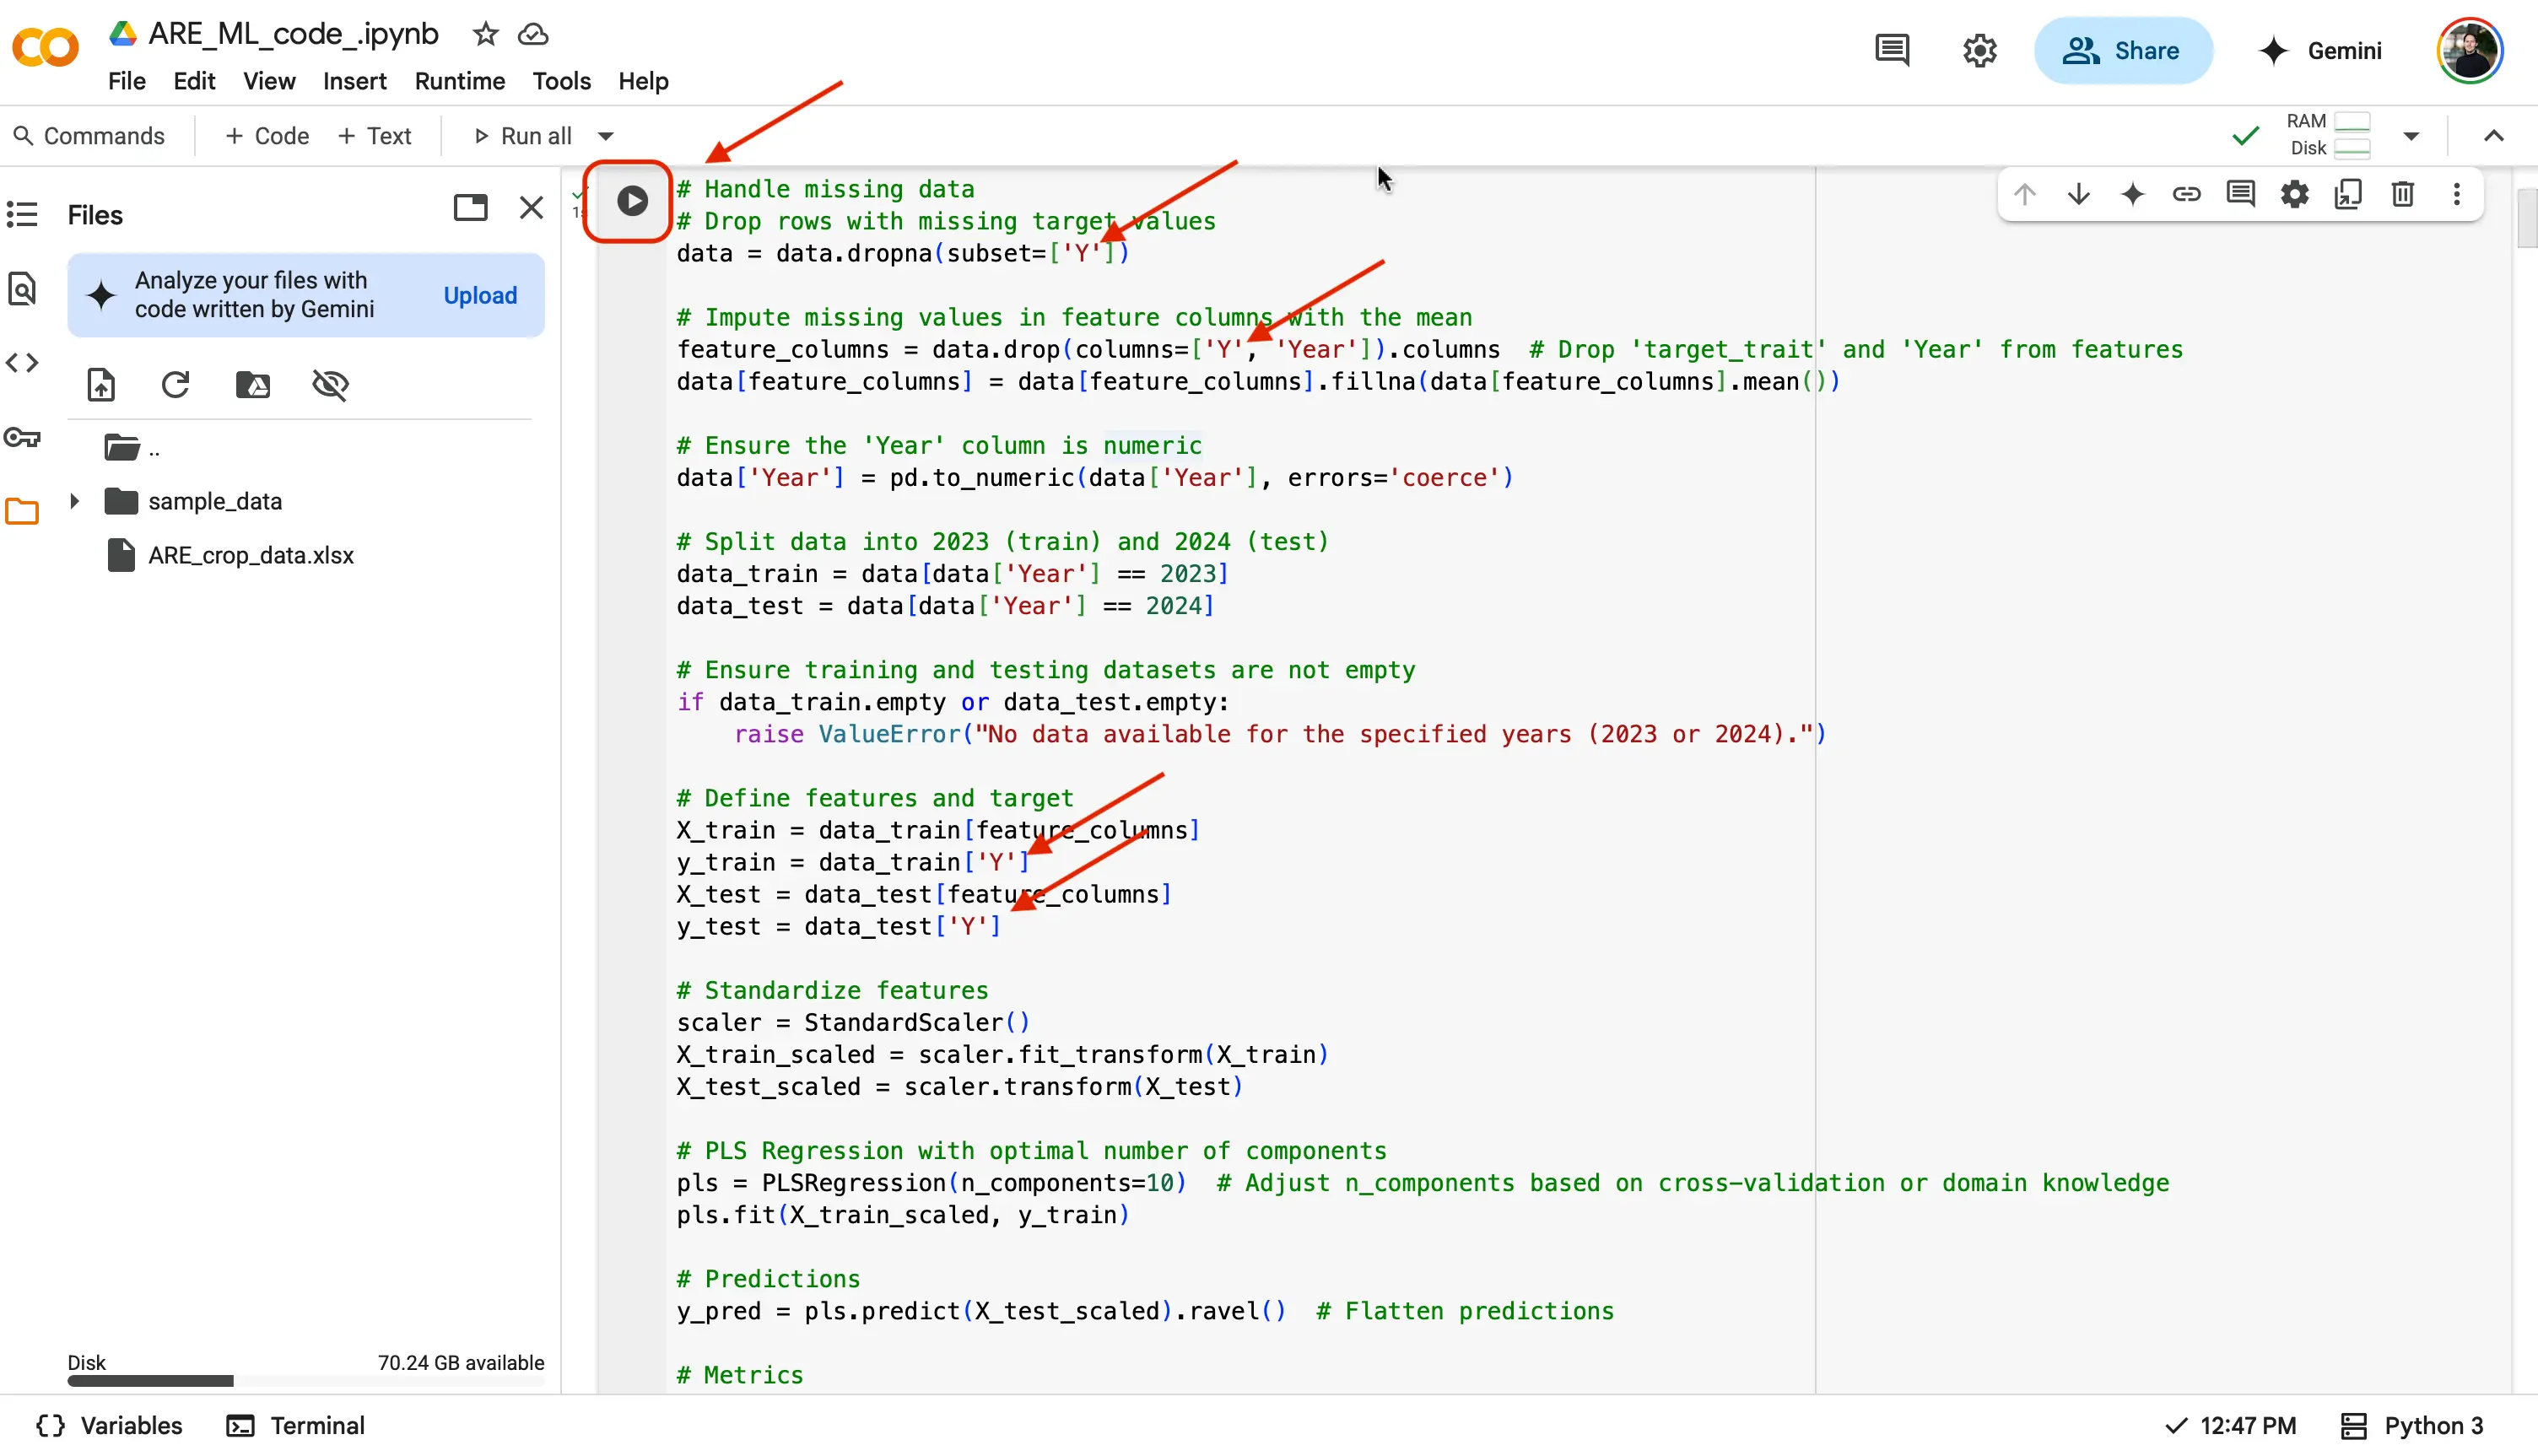 ARE_ML_code_.ipynb
File Edit View Insert Runtime Tools Help
Share
Gemini
Commands
+ Code + Text
Run all
RAM
Disk
Files
Analyze your files with
code written by Gemini
Upload
..
sample_data
ARE_crop_data.xlsx
Disk 70.24 GB available
# Handle missing data
# Drop rows with missing target values
data = data.dropna(subset=['Y'])
# Impute missing values in feature columns with the mean
feature_columns = data.drop(columns=['Y', 'Year']).columns  # Drop 'target_trait' and 'Year' from features
data[feature_columns] = data[feature_columns].fillna(data[feature_columns].mean())
# Ensure the 'Year' column is numeric
data['Year'] = pd.to_numeric(data['Year'], errors='coerce')
# Split data into 2023 (train) and 2024 (test)
data_train = data[data['Year'] == 2023]
data_test = data[data['Year'] == 2024]
# Ensure training and testing datasets are not empty
if data_train.empty or data_test.empty:
    raise ValueError("No data available for the specified years (2023 or 2024).")
# Define features and target
X_train = data_train[feature_columns]
y_train = data_train['Y']
X_test = data_test[feature_columns]
y_test = data_test['Y']
# Standardize features
scaler = StandardScaler()
X_train_scaled = scaler.fit_transform(X_train)
X_test_scaled = scaler.transform(X_test)
# PLS Regression with optimal number of components
pls = PLSRegression(n_components=10)  # Adjust n_components based on cross-validation or domain knowledge
pls.fit(X_train_scaled, y_train)
# Predictions
y_pred = pls.predict(X_test_scaled).ravel()  # Flatten predictions
# Metrics
Variables
Terminal
12:47 PM
Python 3